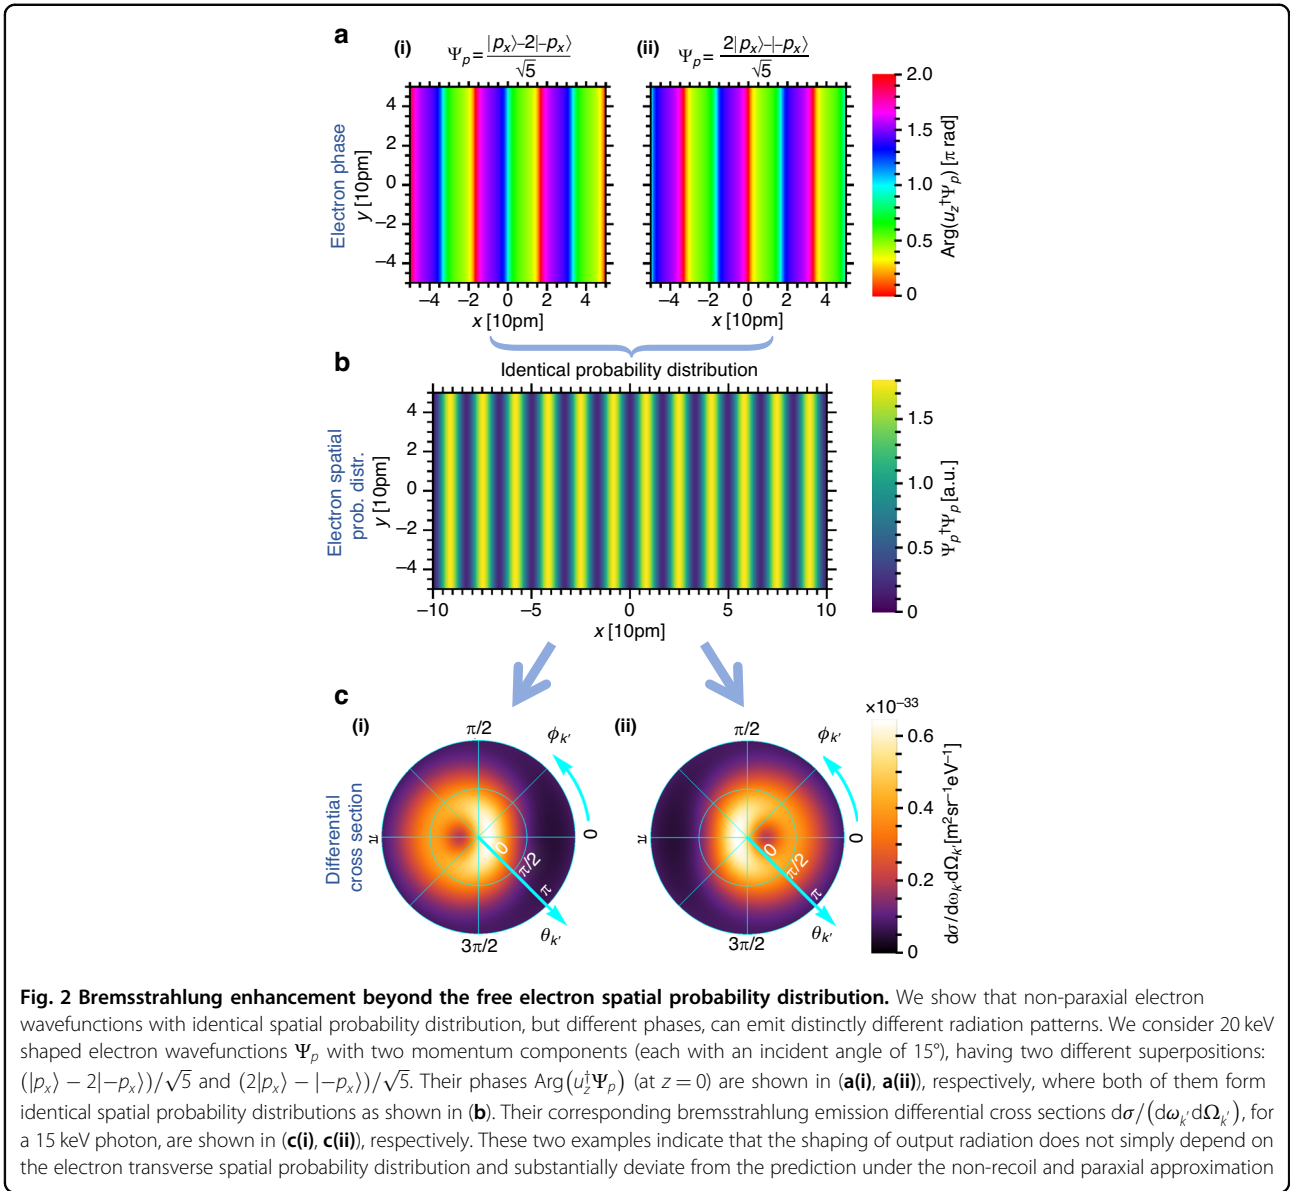 a
(i) Ψp = |px⟩–2|–px⟩ / √5
(ii) Ψp = 2|px⟩–|–px⟩ / √5
Electron phase
y [10pm]
4
2
0
–2
–4
–4 –2 0 2 4
x [10pm]
–4 –2 0 2 4
x [10pm]
2.0
1.5
1.0
0.5
0
Arg(uz†Ψp) [π rad]
b
Identical probability distribution
Electron spatial
prob. distr.
y [10pm]
4
2
0
–2
–4
–10 –5 0 5 10
x [10pm]
1.5
1.0
0.5
0
Ψp†Ψp [a.u.]
c
Differential
cross section
(i)
π/2
ϕk′
π
0
0
π/2
π
3π/2
θk′
(ii)
π/2
ϕk′
π
0
0
π/2
π
3π/2
θk′
×10–33
0.6
0.4
0.2
0
dσ/dωk′dΩk′[m2sr–1eV–1]
Fig. 2 Bremsstrahlung enhancement beyond the free electron spatial probability distribution. We show that non-paraxial electron
wavefunctions with identical spatial probability distribution, but different phases, can emit distinctly different radiation patterns. We consider 20 keV
shaped electron wavefunctions Ψp with two momentum components (each with an incident angle of 15°), having two different superpositions:
(|px⟩ − 2|−px⟩)/√5 and (2|px⟩ − |−px⟩)/√5. Their phases Arg(uz†Ψp) (at z = 0) are shown in (a(i), a(ii)), respectively, where both of them form
identical spatial probability distributions as shown in (b). Their corresponding bremsstrahlung emission differential cross sections dσ/(dωk′dΩk′), for
a 15 keV photon, are shown in (c(i), c(ii)), respectively. These two examples indicate that the shaping of output radiation does not simply depend on
the electron transverse spatial probability distribution and substantially deviate from the prediction under the non-recoil and paraxial approximation